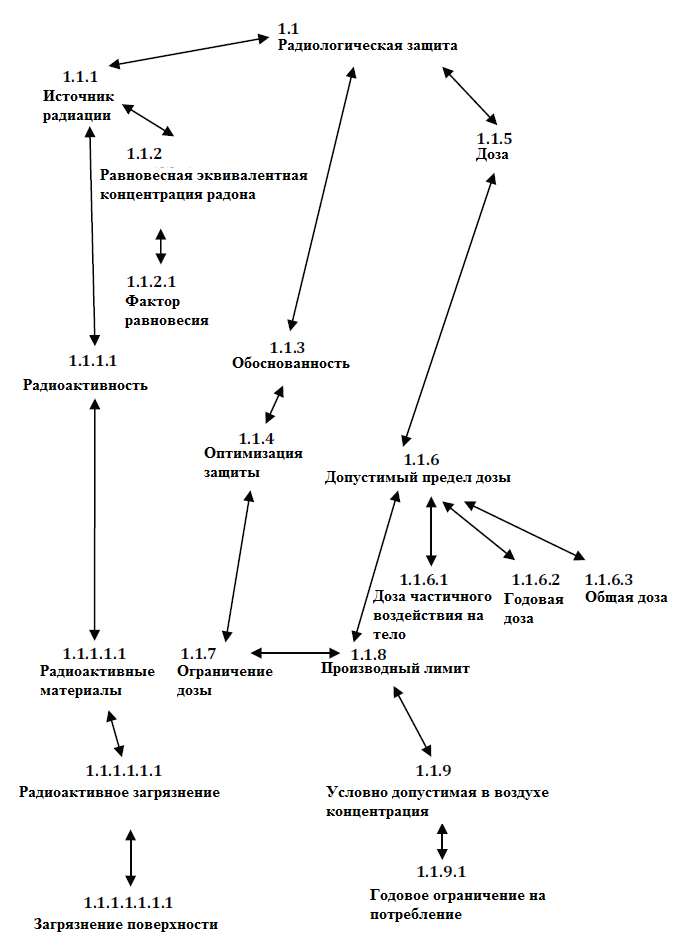 1.1
Радиологическая защита
1.1.1
Источник
радиации
1.1.2
Равновесная эквивалентная
концентрация радона
1.1.5
Доза
1.1.2.1
Фактор
равновесия
1.1.3
Обоснованность
1.1.1.1
Радиоактивность
1.1.4
Оптимизация
защиты
1.1.6
Допустимый предел дозы
1.1.6.1
Доза частичного
воздействия на
тело
1.1.6.2
Годовая
доза
1.1.6.3
Общая доза
1.1.1.1.1
Радиоактивные
материалы
1.1.7
Ограничение
дозы
1.1.8
Производный лимит
1.1.1.1.1.1
Радиоактивное загрязнение
1.1.9
Условно допустимая в воздухе
концентрация
1.1.1.1.1.1.1
Загрязнение поверхности
1.1.9.1
Годовое ограничение на
потребление